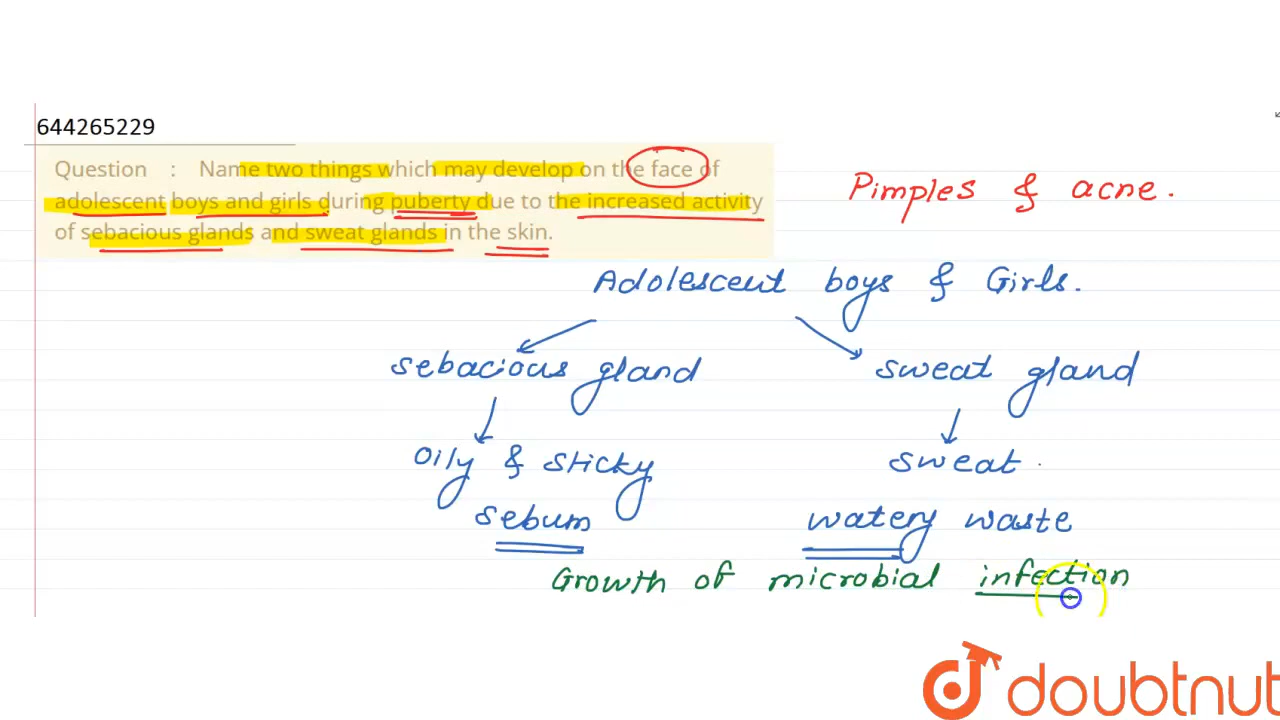 644265229
Question : Name two things which may develop on the face of
adolescent boys and girls during puberty due to the increased activity
of sebacious glands and sweat glands in the skin.
Pimples & acne.
Adolescent boys & Girls.
sebacious gland
sweat gland
Oily & sticky
sweat
sebum
watery waste
Growth of microbial infection
doubtnut